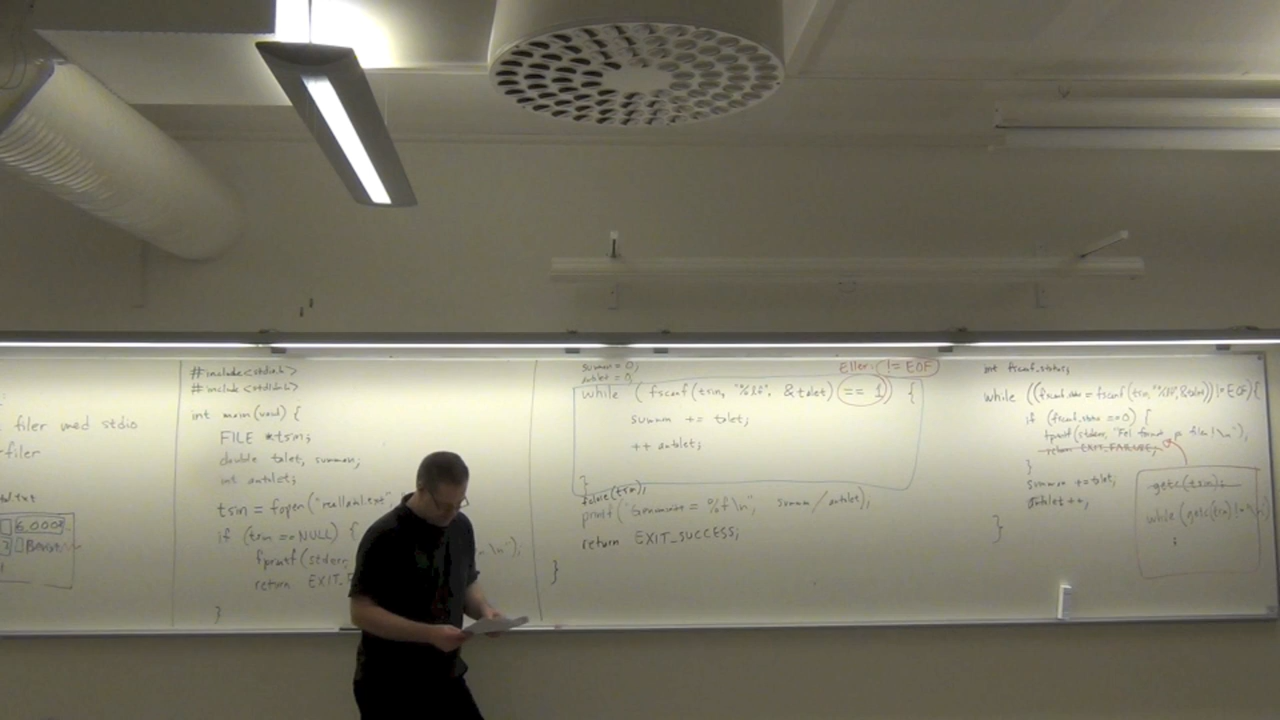 :
filer med stdio
filer
6.000
#include<stdio.h>
#include<stdlib.h>
int main(void) {
FILE *tsin;
double talet, summan;
int antalet;
tsin = fopen("reellatal.txt",
if (tsin == NULL) {
fprintf(stderr, \n");
return EXIT_F
}
summan = 0;
antalet = 0;
Eller: != EOF
while (fscanf(tsin, "%lf", &talet) == 1) {
summan += talet;
++ antalet;
}
fclose(tsin);
printf("Genomsnitt = %f\n", summan/antalet);
return EXIT_SUCCESS;
}
int fscanf_status;
while ((fscanf_status = fscanf(tsin, "%lf", &talet)) != EOF) {
if (fscanf_status == 0) {
fprintf(stderr, "Fel format på filen!\n");
return EXIT_FAILURE;
}
summan += talet;
antalet ++;
}
getc(tsin);
while (getc(tsin) !=
;